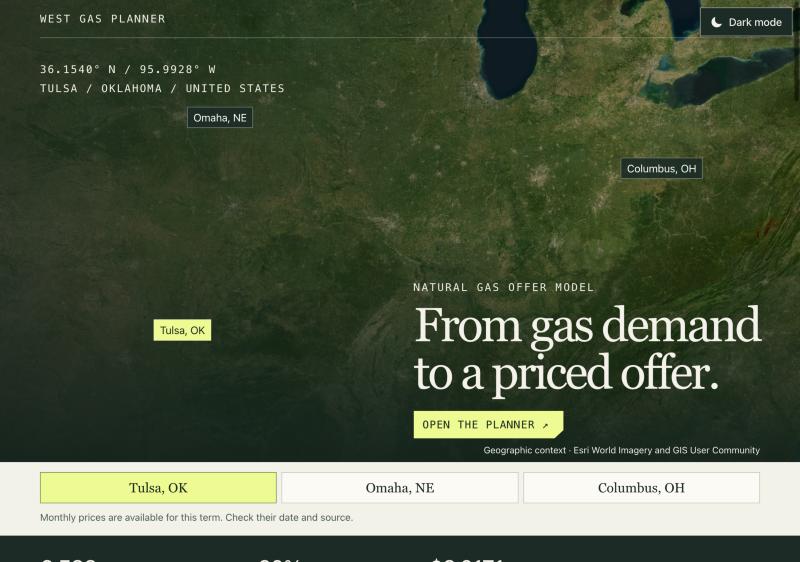 WEST GAS PLANNER
Dark mode
36.1540° N / 95.9928° W
TULSA / OKLAHOMA / UNITED STATES
Omaha, NE
Columbus, OH
NATURAL GAS OFFER MODEL
From gas demand
to a priced offer.
Tulsa, OK
OPEN THE PLANNER ↗
Geographic context · Esri World Imagery and GIS User Community
Tulsa, OK
Omaha, NE
Columbus, OH
Monthly prices are available for this term. Check their date and source.